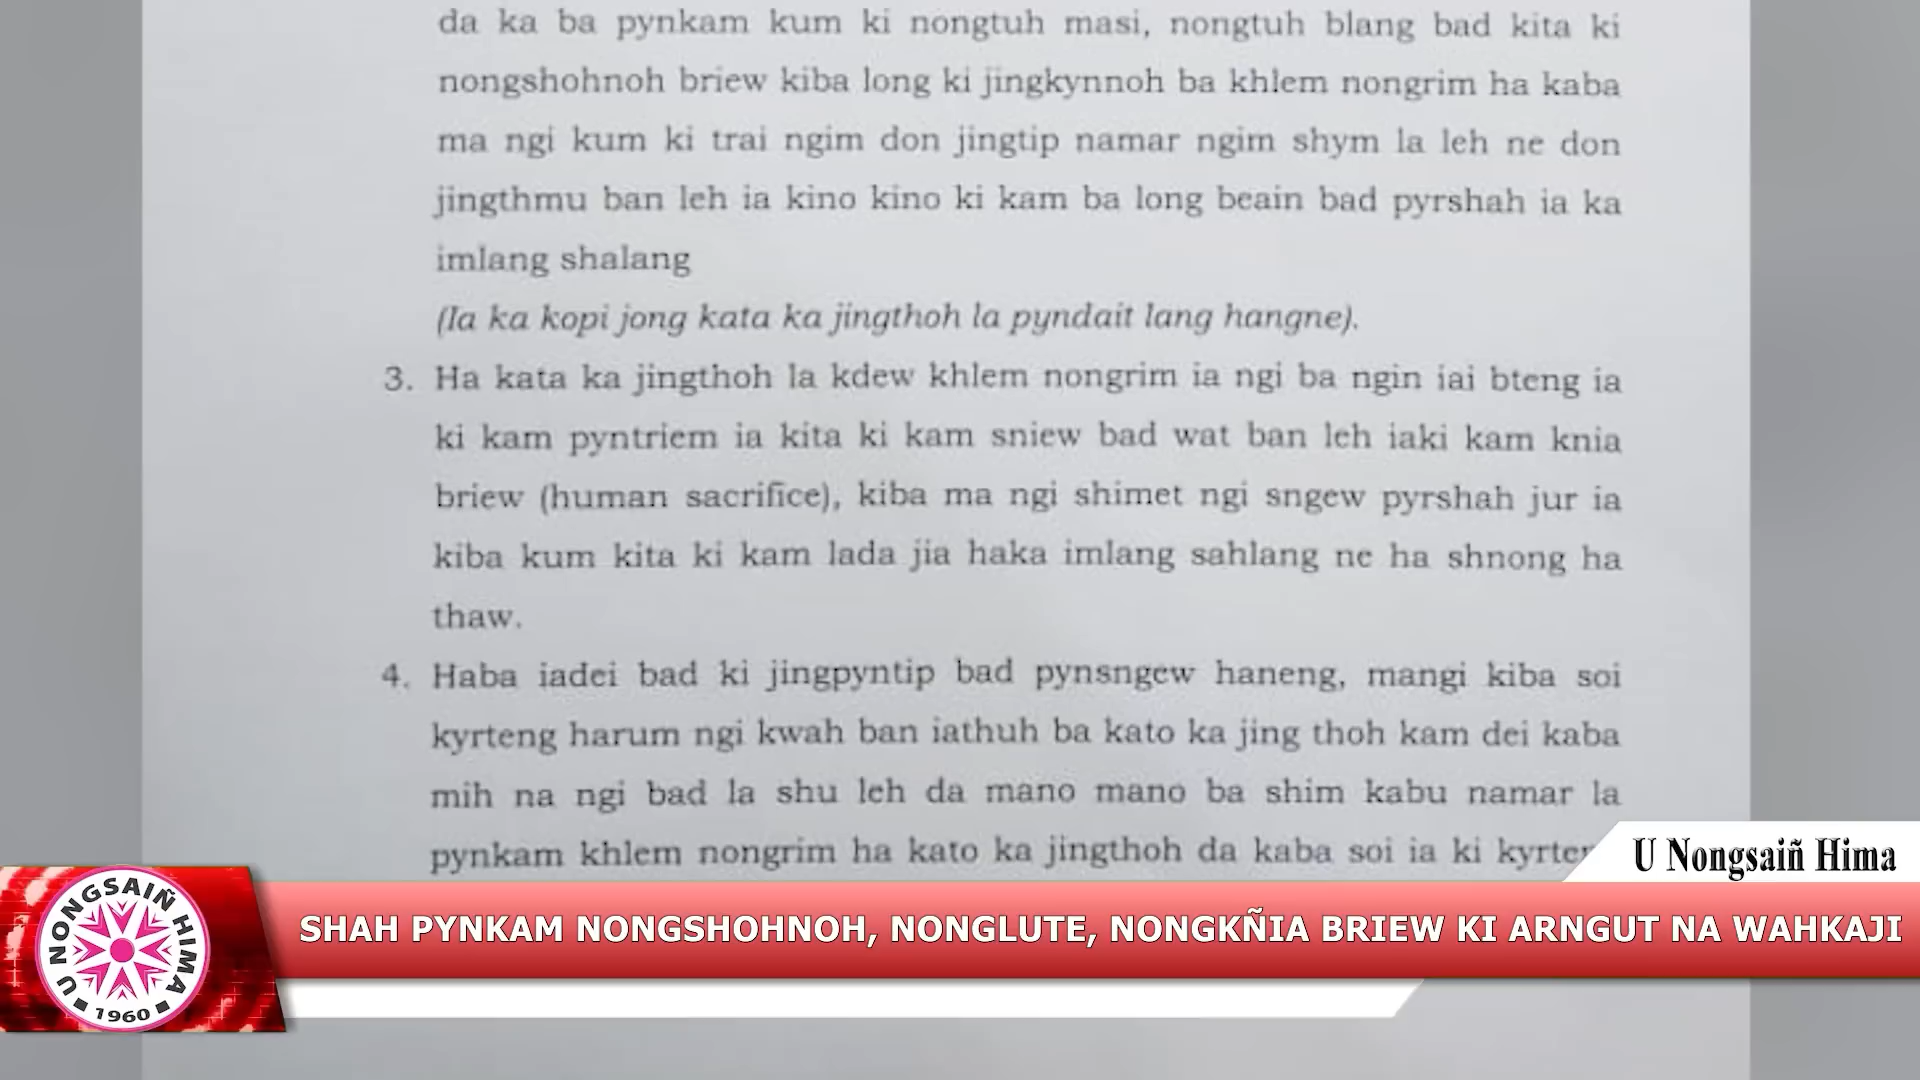 da ka ba pynkam kum ki nongtuh masi, nongtuh blang bad kita ki
nongshohnoh briew kiba long ki jingkynnoh ba khlem nongrim ha kaba
ma ngi kum ki trai ngim don jingtip namar ngim shym la leh ne don
jingthmu ban leh ia kino kino ki kam ba long beain bad pyrshah ia ka
imlang shalang
(Ia ka kopi jong kata ka jingthoh la pyndait lang hangne).
3. Ha kata ka jingthoh la kdew khlem nongrim ia ngi ba ngin iai bteng ia
ki kam pyntriem ia kita ki kam sniew bad wat ban leh iaki kam knia
briew (human sacrifice), kiba ma ngi shimet ngi sngew pyrshah jur ia
kiba kum kita ki kam lada jia haka imlang sahlang ne ha shnong ha
thaw.
4. Haba iadei bad ki jingpyntip bad pynsngew haneng, mangi kiba soi
kyrteng harum ngi kwah ban iathuh ba kato ka jing thoh kam dei kaba
mih na ngi bad la shu leh da mano mano ba shim kabu namar la
pynkam khlem nongrim ha kato ka jingthoh da kaba soi ia ki
U Nongsaiñ Hima
SHAH PYNKAM NONGSHOHNOH, NONGLUTE, NONGKÑIA BRIEW KI ARNGUT NA WAHKAJI
U NONGSAIÑ HIMA
1960